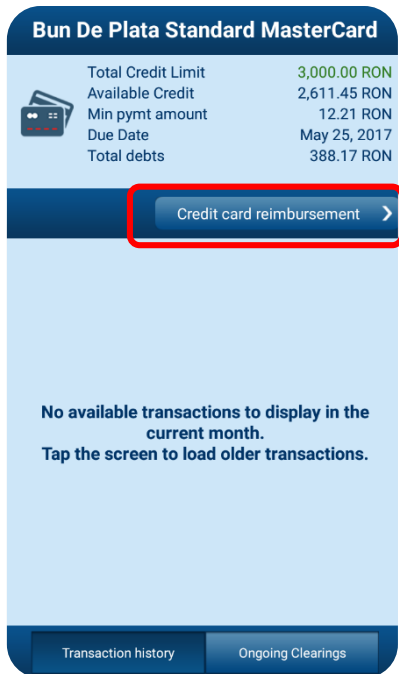 Bun De Plata Standard MasterCard
Total Credit Limit 3,000.00 RON
Available Credit 2,611.45 RON
Min pymt amount 12.21 RON
Due Date May 25, 2017
Total debts 388.17 RON
Credit card reimbursement
No available transactions to display in the
current month.
Tap the screen to load older transactions.
Transaction history Ongoing Clearings